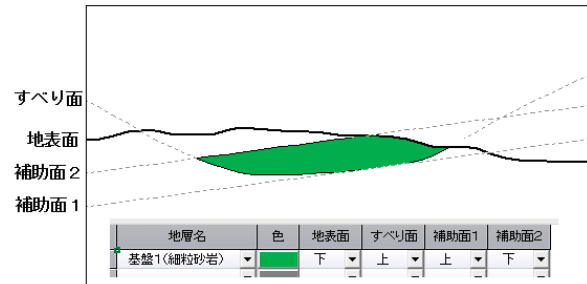 すべり面
地表面
補助面2
補助面1
地層名 色 地表面 すべり面 補助面1 補助面2
基盤1(細粒砂岩) 下 上 上 下